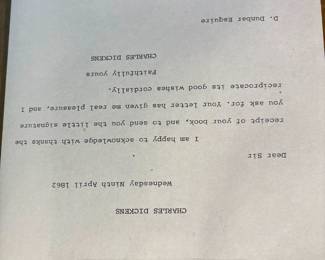 CHARLES DICKENS
Wednesday Ninth April 1862
Dear Sir
I am happy to acknowledge with thanks the
receipt of your book, and to send you the little signature
you ask for. Your letter has given me real pleasure, and I
reciprocate its good wishes cordially.
Faithfully yours
CHARLES DICKENS
D. Dunbar Esquire